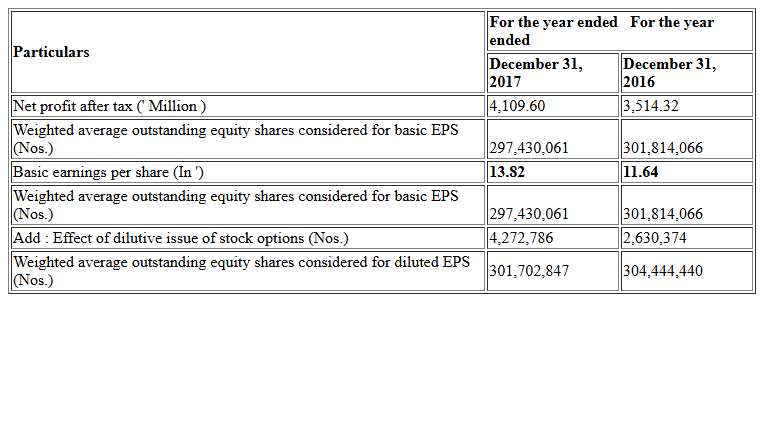 Particulars
For the year ended   For the year
ended
December 31,
2017
December 31,
2016
Net profit after tax (' Million )
4,109.60
3,514.32
Weighted average outstanding equity shares considered for basic EPS
(Nos.)
297,430,061
301,814,066
Basic earnings per share (In ')
13.82
11.64
Weighted average outstanding equity shares considered for basic EPS
(Nos.)
297,430,061
301,814,066
Add : Effect of dilutive issue of stock options (Nos.)
4,272,786
2,630,374
Weighted average outstanding equity shares considered for diluted EPS
(Nos.)
301,702,847
304,444,440